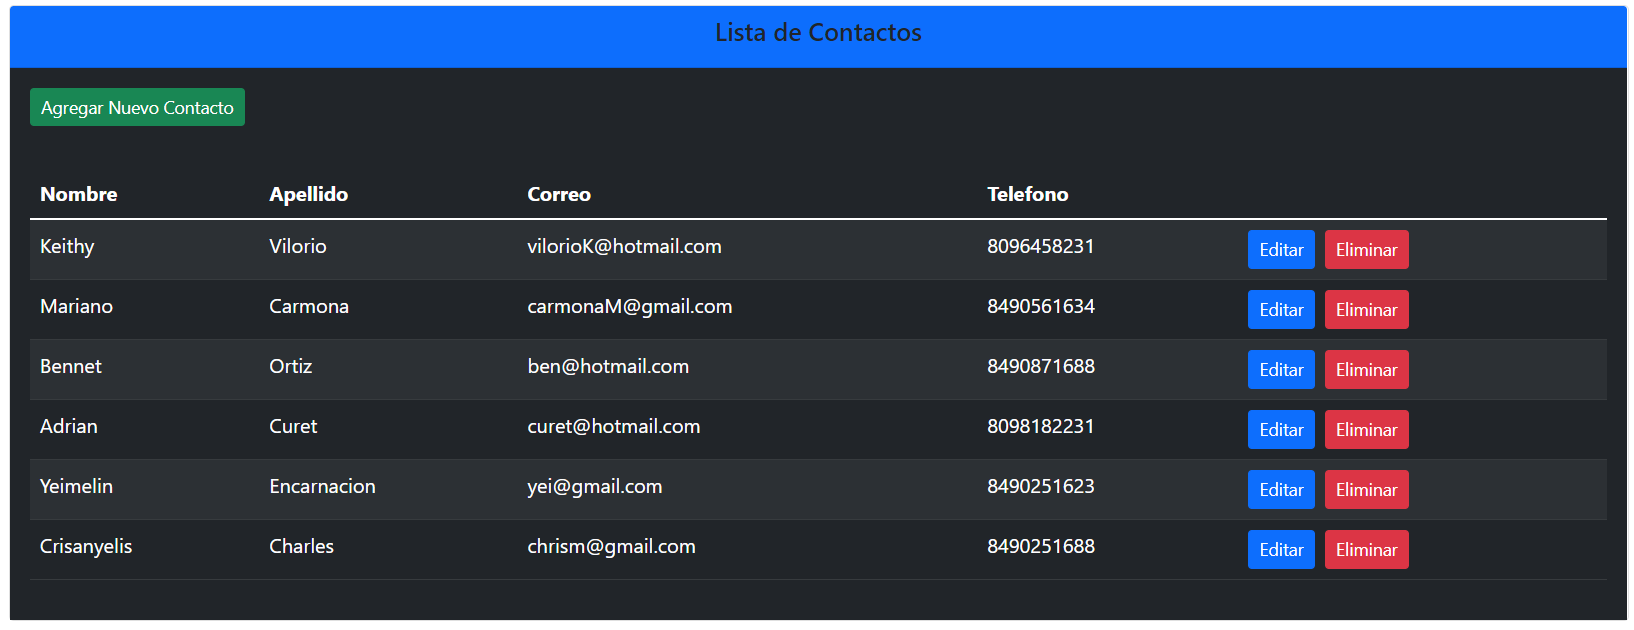 Lista de Contactos
Agregar Nuevo Contacto
Nombre Apellido Correo Telefono
Keithy Vilorio vilorioK@hotmail.com 8096458231 Editar Eliminar
Mariano Carmona carmonaM@gmail.com 8490561634 Editar Eliminar
Bennet Ortiz ben@hotmail.com 8490871688 Editar Eliminar
Adrian Curet curet@hotmail.com 8098182231 Editar Eliminar
Yeimelin Encarnacion yei@gmail.com 8490251623 Editar Eliminar
Crisanyelis Charles chrism@gmail.com 8490251688 Editar Eliminar